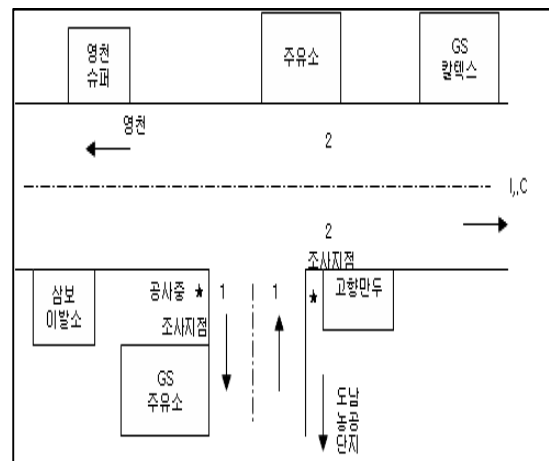 영천
슈퍼
주유소
GS
칼텍스
영천
2
I,,C
2
조사지점
삼보
이발소
공사중 ★ 1
1
★ 고향만두
조사지점
GS
주유소
도남
농공
단지